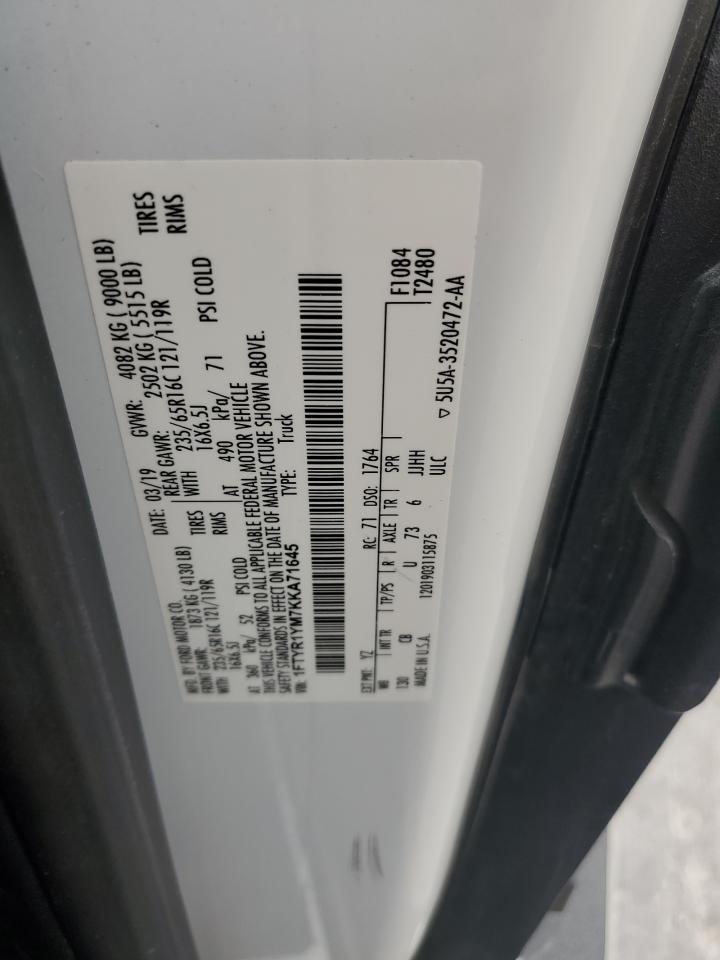 MFD. BY FORD MOTOR CO.
DATE: 03/19 GVWR: 4082 KG ( 9000 LB)
FRONT GAWR: 1873 KG ( 4130 LB) REAR GAWR: 2502 KG ( 5515 LB)
WITH 235/65R16C 121/119R TIRES WITH 235/65R16C 121/119R TIRES
16X6.5J RIMS 16X6.5J RIMS
AT 360 kPa/ 52 PSI COLD AT 490 kPa/ 71 PSI COLD
THIS VEHICLE CONFORMS TO ALL APPLICABLE FEDERAL MOTOR VEHICLE
SAFETY STANDARDS IN EFFECT ON THE DATE OF MANUFACTURE SHOWN ABOVE.
VIN: 1FTYR1YM7KKA71645 TYPE: Truck
EXT PNT: YZ RC: 71 DSO: 1764
WB INT TR TP/PS R AXLE TR SPR F1084
130 CB U 73 6 JJHH T2480
MADE IN U.S.A. 1201903115875 ULC
▽ 5U5A-3520472-AA